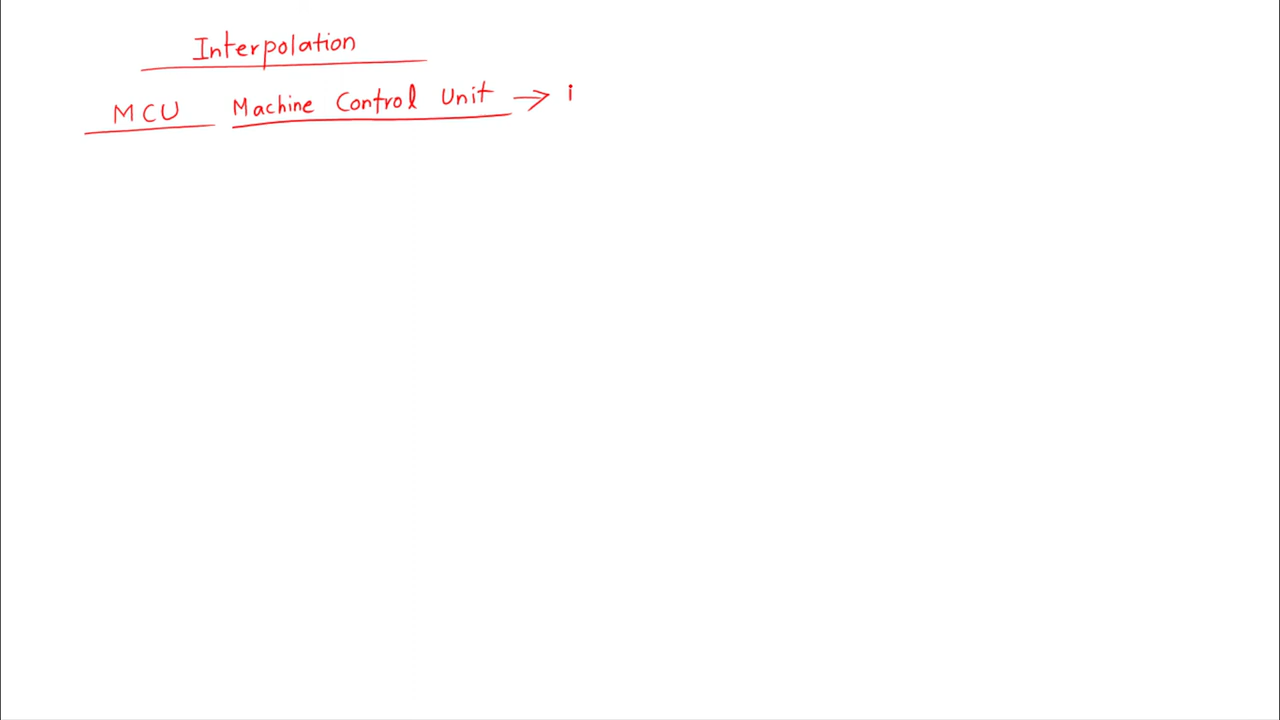 Interpolation
MCU Machine Control Unit → i